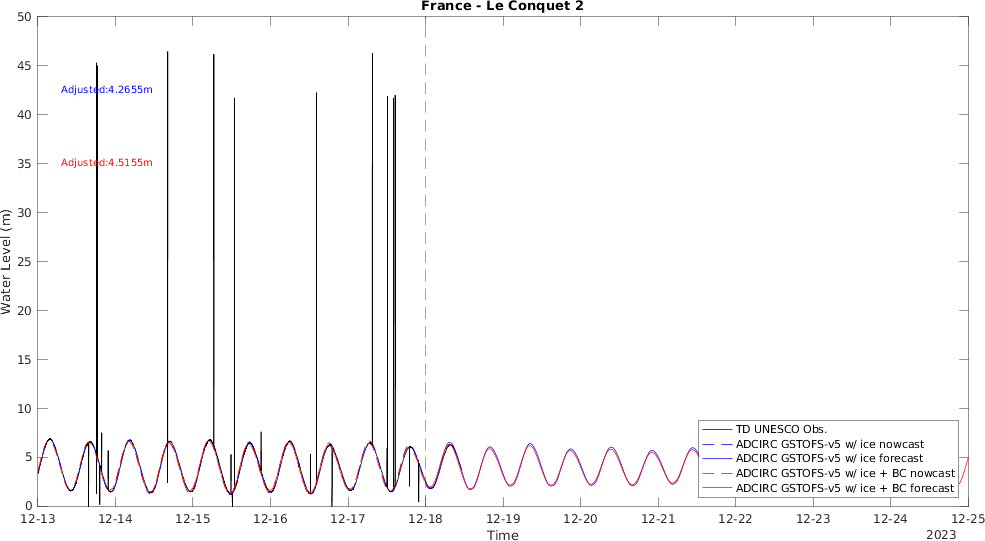 France - Le Conquet 2
50
45
40
35
30
25
20
15
10
5
0
Water Level (m)
Adjusted:4.2655m
Adjusted:4.5155m
TD UNESCO Obs.
ADCIRC GSTOFS-v5 w/ ice nowcast
ADCIRC GSTOFS-v5 w/ ice forecast
ADCIRC GSTOFS-v5 w/ ice + BC nowcast
ADCIRC GSTOFS-v5 w/ ice + BC forecast
12-13 12-14 12-15 12-16 12-17 12-18 12-19 12-20 12-21 12-22 12-23 12-24 12-25
Time
2023